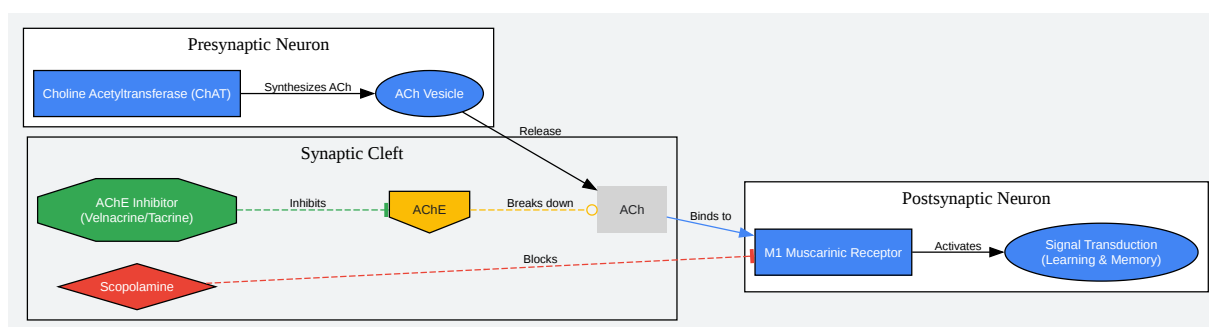 Presynaptic Neuron
Choline Acetyltransferase (ChAT)
Synthesizes ACh
ACh Vesicle
Release
Synaptic Cleft
AChE Inhibitor
(Velnacrine/Tacrine)
Inhibits
AChE
Breaks down
ACh
Binds to
Scopolamine
Blocks
Postsynaptic Neuron
M1 Muscarinic Receptor
Activates
Signal Transduction
(Learning & Memory)